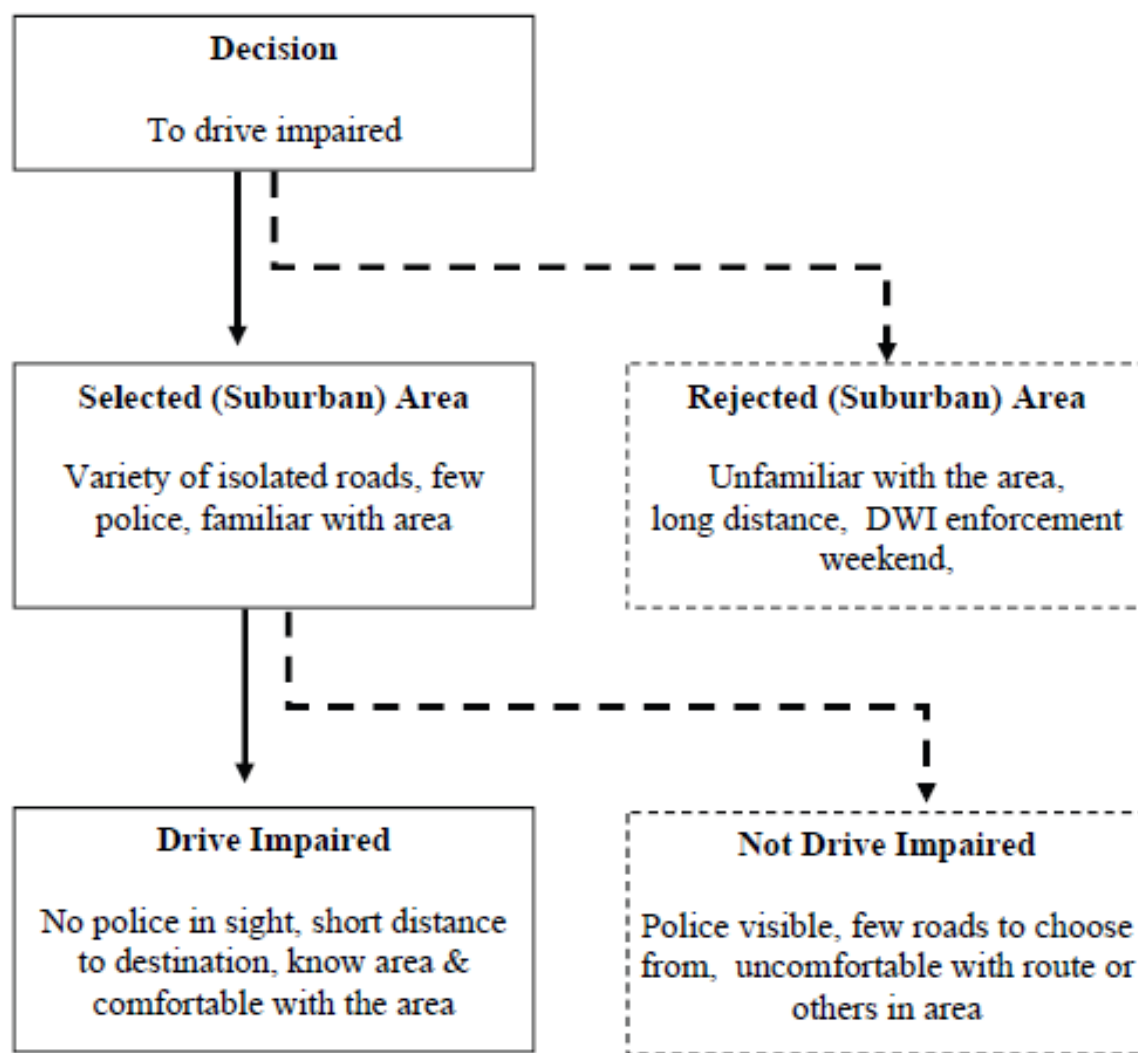 Decision
To drive impaired
Selected (Suburban) Area
Variety of isolated roads, few
police, familiar with area
Rejected (Suburban) Area
Unfamiliar with the area,
long distance, DWI enforcement
weekend,
Drive Impaired
No police in sight, short distance
to destination, know area &
comfortable with the area
Not Drive Impaired
Police visible, few roads to choose
from, uncomfortable with route or
others in area